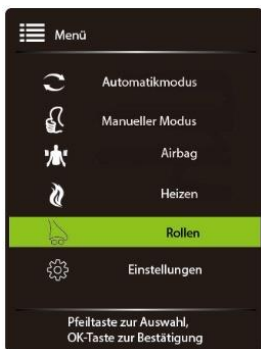 Menü
Automatikmodus
Manueller Modus
Airbag
Heizen
Rollen
Einstellungen
Pfeiltaste zur Auswahl,
OK-Taste zur Bestätigung